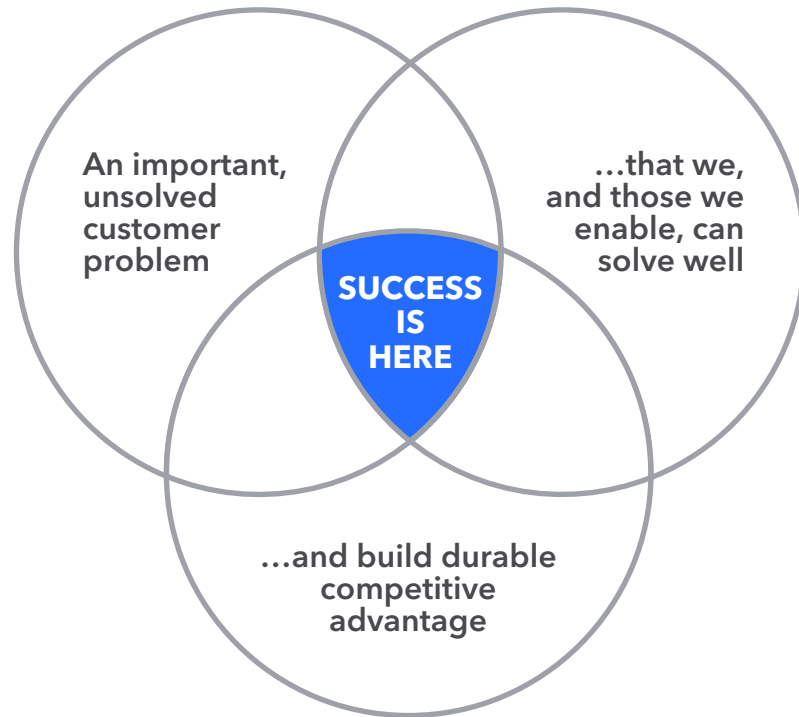 An important,
unsolved
customer
problem
…that we,
and those we
enable, can
solve well
SUCCESS
IS
HERE
…and build durable
competitive
advantage